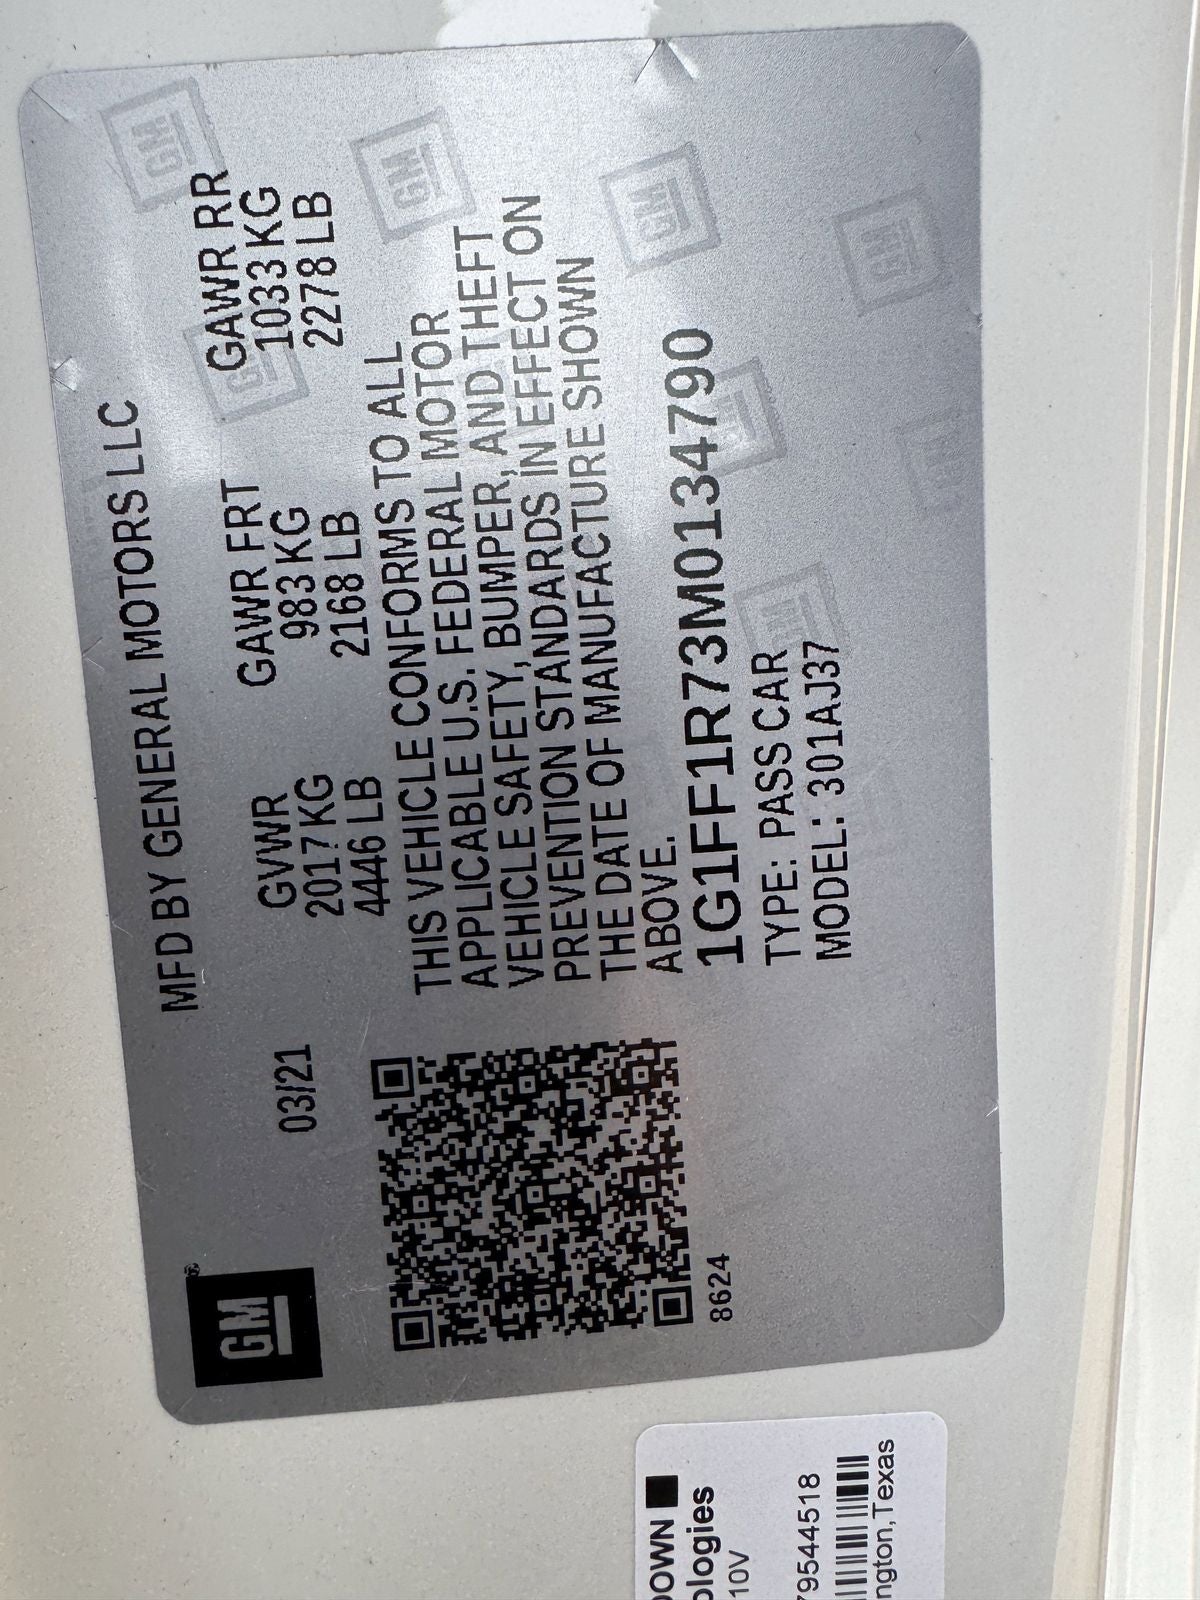 GM
MFD BY GENERAL MOTORS LLC
03/21
GVWR GAWR FRT GAWR RR
2017 KG 983 KG 1033 KG
4446 LB 2168 LB 2278 LB
THIS VEHICLE CONFORMS TO ALL
APPLICABLE U.S. FEDERAL MOTOR
VEHICLE SAFETY, BUMPER, AND THEFT
PREVENTION STANDARDS IN EFFECT ON
THE DATE OF MANUFACTURE SHOWN
ABOVE.
1G1FF1R73M0134790
TYPE: PASS CAR
MODEL: 301AJ37
8624
OWN
ologies
10V
79544518
ngton,Texas